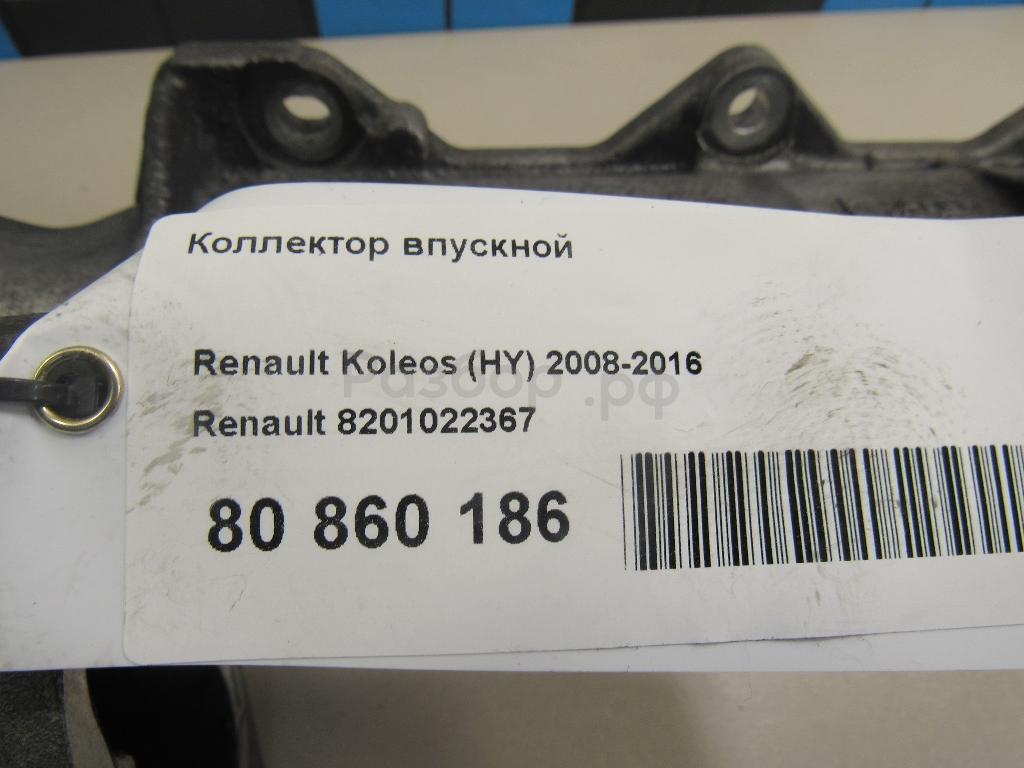 Коллектор впускной
Renault Koleos (HY) 2008-2016
Разбор.рф
Renault 8201022367
80 860 186